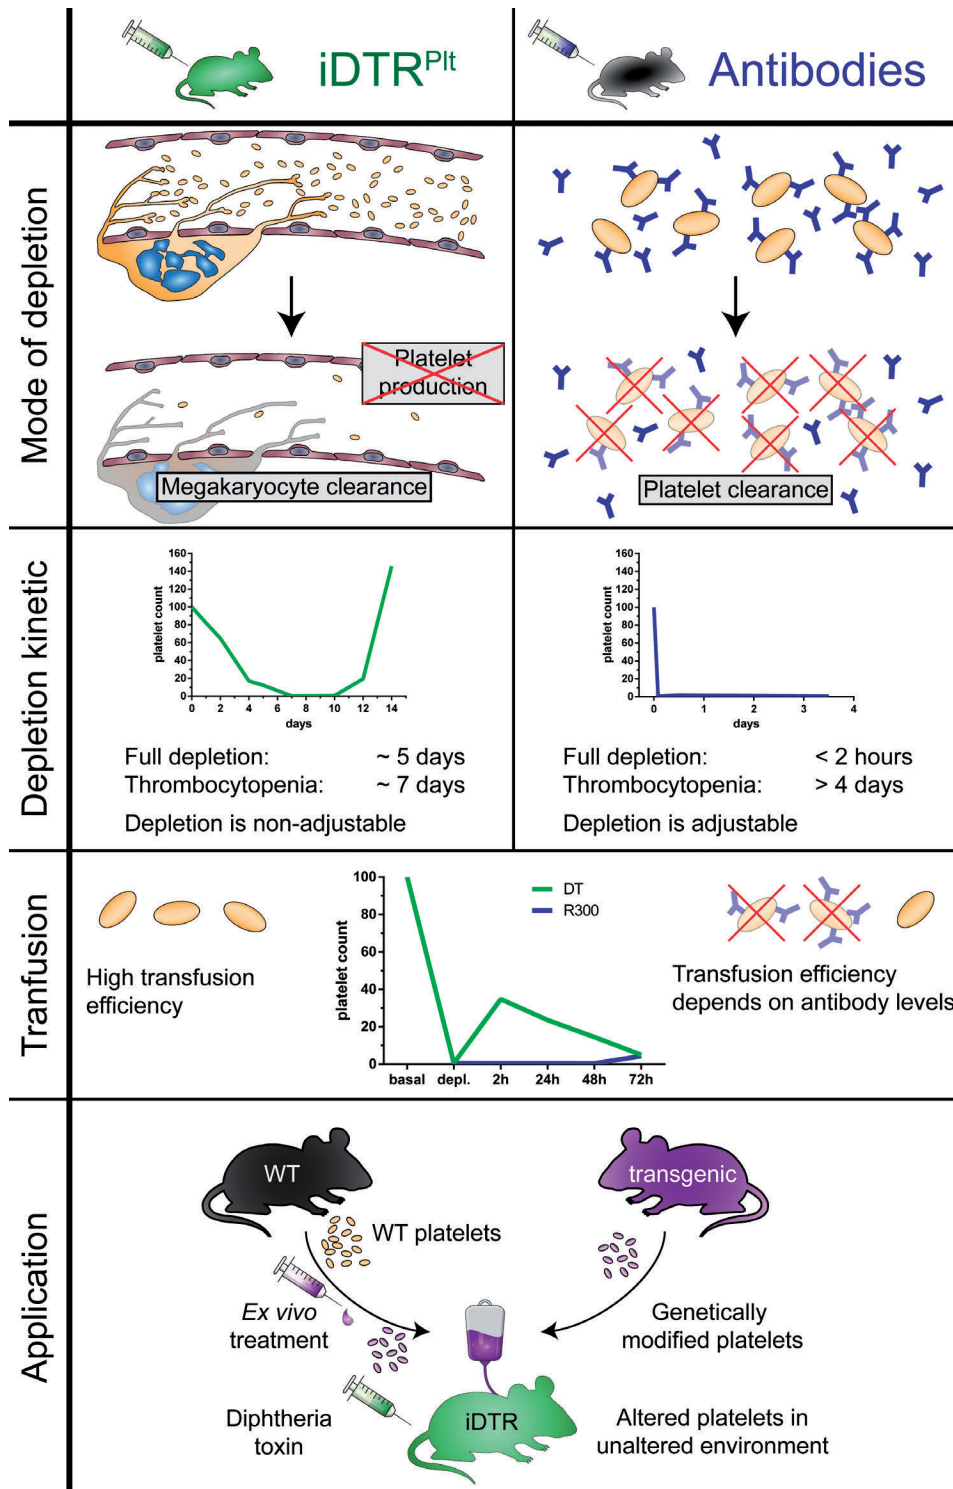 iDTR^Plt
Antibodies
Mode of depletion
Platelet
production
Megakaryocyte clearance
Platelet clearance
Depletion kinetic
160
140
120
100
80
60
40
20
0
platelet count
0 2 4 6 8 10 12 14
days
Full depletion: ~ 5 days
Thrombocytopenia: ~ 7 days
Depletion is non-adjustable
160
140
120
100
80
60
40
20
0
platelet count
0 1 2 3 4
days
Full depletion: < 2 hours
Thrombocytopenia: > 4 days
Depletion is adjustable
Tranfusion
High transfusion
efficiency
100
80
60
40
20
0
platelet count
DT
R300
basal depl. 2h 24h 48h 72h
Transfusion efficiency
depends on antibody levels
Application
WT
transgenic
WT platelets
Ex vivo
treatment
Genetically
modified platelets
Diphtheria
toxin
iDTR
Altered platelets in
unaltered environment